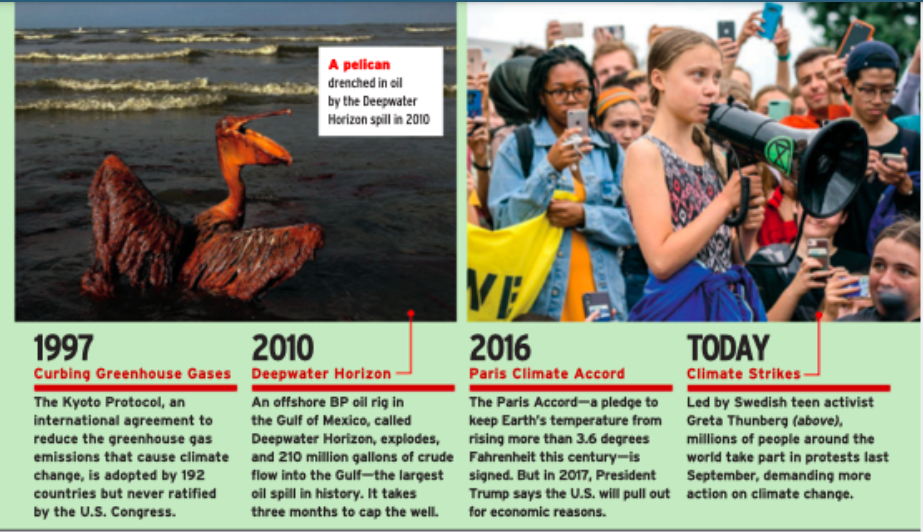 A pelican
drenched in oil
by the Deepwater
Horizon spill in 2010
1997
Curbing Greenhouse Gases
The Kyoto Protocol, an
international agreement to
reduce the greenhouse gas
emissions that cause climate
change, is adopted by 192
countries but never ratified
by the U.S. Congress.
2010
Deepwater Horizon
An offshore BP oil rig in
the Gulf of Mexico, called
Deepwater Horizon, explodes,
and 210 million gallons of crude
flow into the Gulf—the largest
oil spill in history. It takes
three months to cap the well.
2016
Paris Climate Accord
The Paris Accord—a pledge to
keep Earth's temperature from
rising more than 3.6 degrees
Fahrenheit this century—is
signed. But in 2017, President
Trump says the U.S. will pull out
for economic reasons.
TODAY
Climate Strikes
Led by Swedish teen activist
Greta Thunberg (above),
millions of people around the
world take part in protests last
September, demanding more
action on climate change.